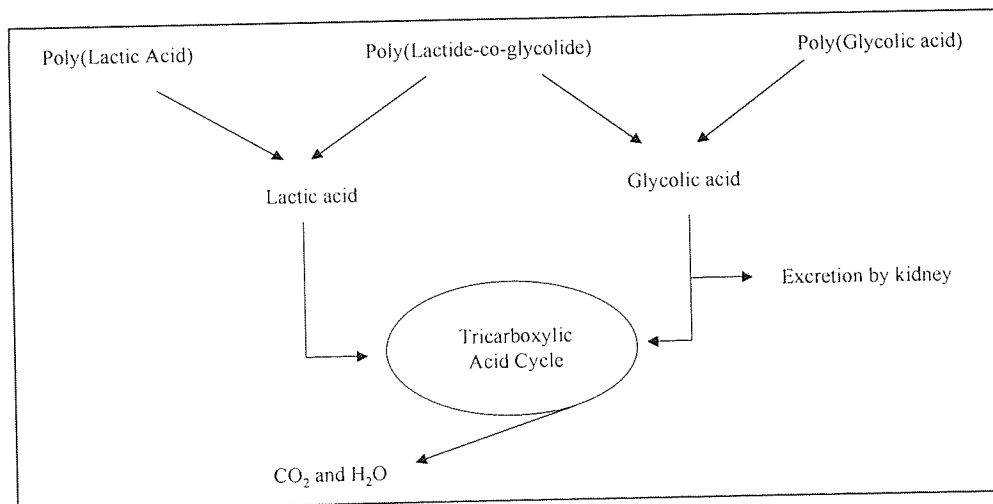 Poly(Lactic Acid)
Poly(Lactide-co-glycolide)
Poly(Glycolic acid)
Lactic acid
Glycolic acid
Excretion by kidney
Tricarboxylic
Acid Cycle
CO₂ and H₂O